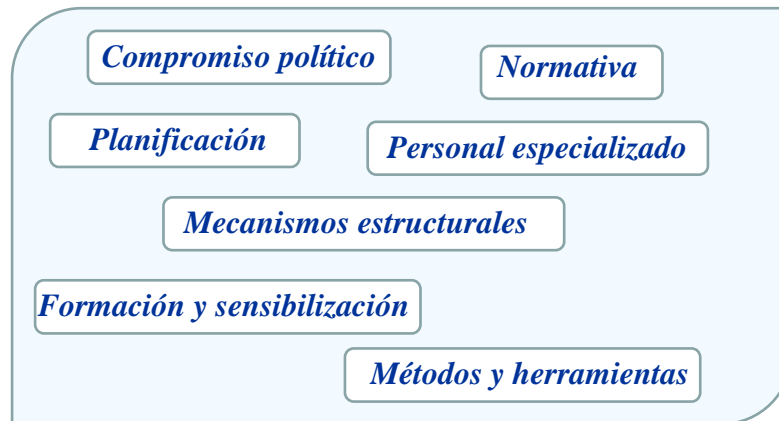 Compromiso político
Normativa
Planificación
Personal especializado
Mecanismos estructurales
Formación y sensibilización
Métodos y herramientas